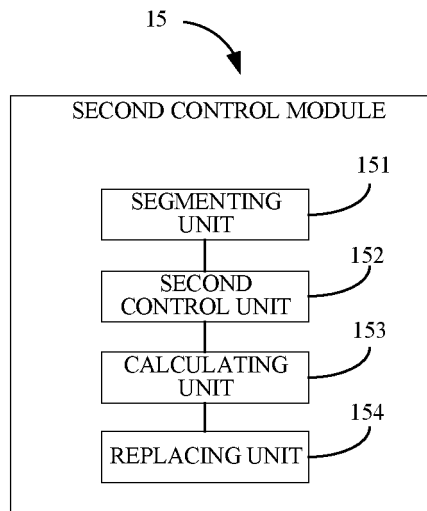 15
SECOND CONTROL MODULE
151
SEGMENTING
UNIT
152
SECOND
CONTROL UNIT
153
CALCULATING
UNIT
154
REPLACING UNIT